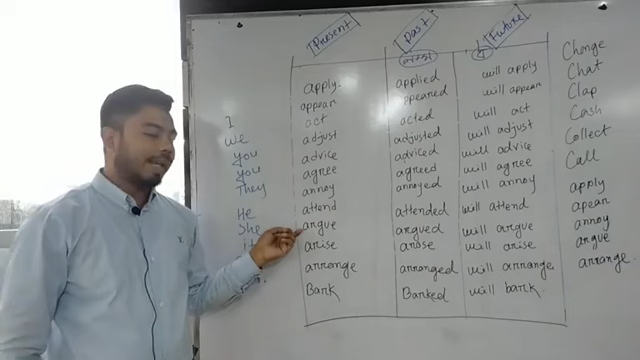 Present Past Future
Change
I apply applied will apply Chat
We appear appeared will appear Clap
You act acted will act Cash
You adjust adjusted will adjust Collect
They advice adviced will advice Call
He agree agreed will agree
She annoy annoyed will annoy apply
attend attended will attend apear
argue argued will argue annoy
arise arose will arise argue
arrange arranged will arrange arrange.
Bark Barked will bark.